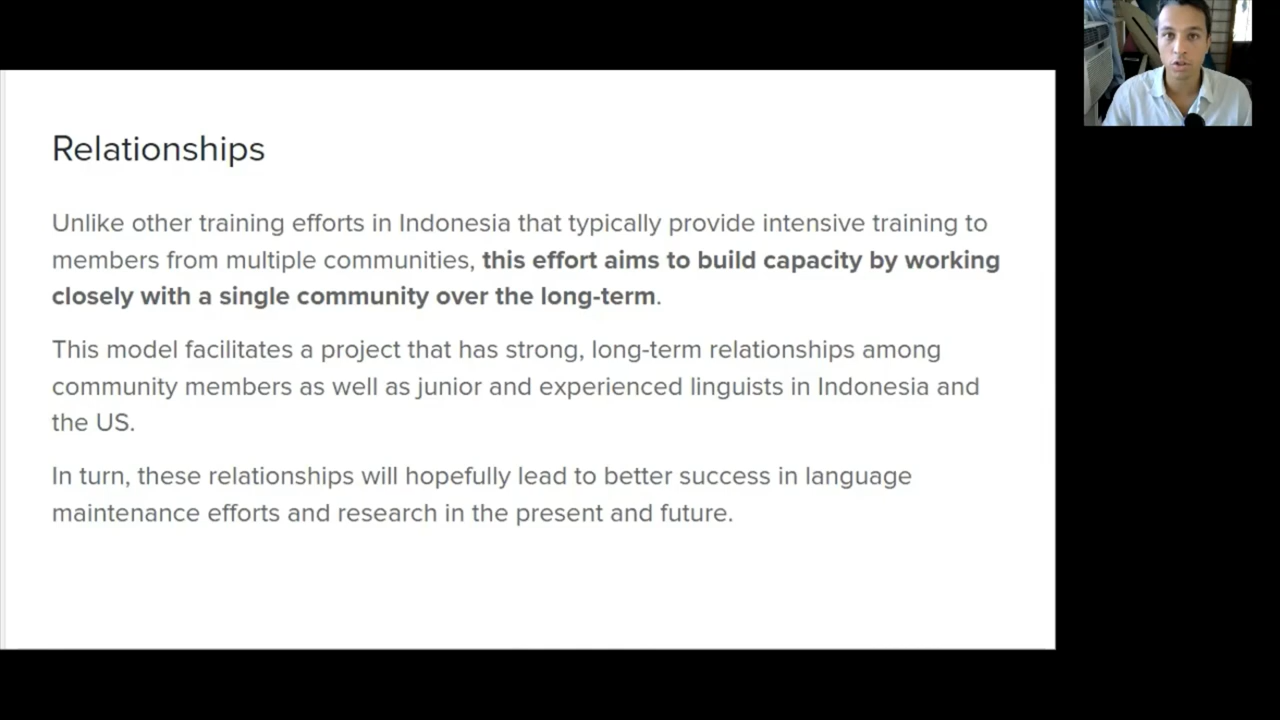 Relationships
Unlike other training efforts in Indonesia that typically provide intensive training to
members from multiple communities, this effort aims to build capacity by working
closely with a single community over the long-term.
This model facilitates a project that has strong, long-term relationships among
community members as well as junior and experienced linguists in Indonesia and
the US.
In turn, these relationships will hopefully lead to better success in language
maintenance efforts and research in the present and future.